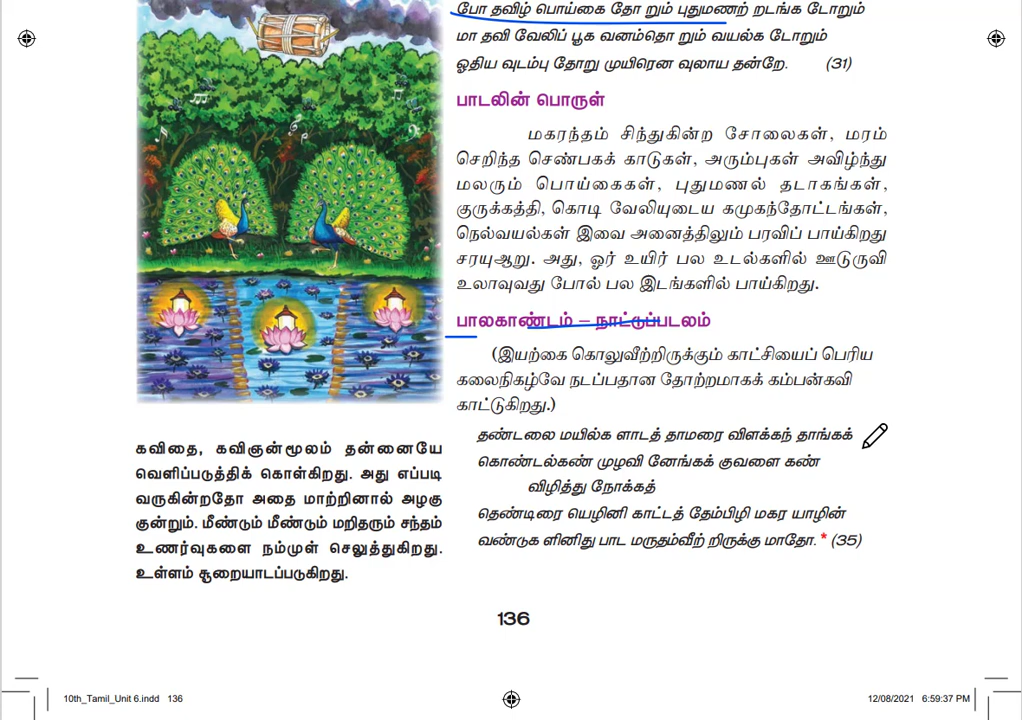 போ தவிழ் பொய்கை தோ றும் புதுமணற் றடங்க டோறும்
மா தவி வேலிப் பூக வனம்தொ றும் வயல்க டோறும்
ஓதிய வுடம்பு தோறு முயிரென வுலாய தன்றே. (31)
பாடலின் பொருள்
மகரந்தம் சிந்துகின்ற சோலைகள், மரம்
செறிந்த செண்பகக் காடுகள், அரும்புகள் அவிழ்ந்து
மலரும் பொய்கைகள், புதுமணல் தடாகங்கள்,
குருக்கத்தி, கொடி வேலியுடைய கமுகந்தோட்டங்கள்,
நெல்வயல்கள் இவை அனைத்திலும் பரவிப் பாய்கிறது
சரயுஆறு. அது, ஓர் உயிர் பல உடல்களில் ஊடுருவி
உலாவுவது போல் பல இடங்களில் பாய்கிறது.
பாலகாண்டம் – நாட்டுப்படலம்
(இயற்கை கொலுவீற்றிருக்கும் காட்சியைப் பெரிய
கலைநிகழ்வே நடப்பதான தோற்றமாகக் கம்பன்கவி
காட்டுகிறது.)
தண்டலை மயில்க ளாடத் தாமரை விளக்கந் தாங்கக்
கொண்டல்கண் முழவி னேங்கக் குவளை கண்
விழித்து நோக்கத்
தெண்டிரை யெழினி காட்டத் தேம்பிழி மகர யாழின்
வண்டுக ளினிது பாட மருதம்வீற் றிருக்கு மாதோ. * (35)
கவிதை, கவிஞன்மூலம் தன்னையே
வெளிப்படுத்திக் கொள்கிறது. அது எப்படி
வருகின்றதோ அதை மாற்றினால் அழகு
குன்றும். மீண்டும் மீண்டும் மறிதரும் சந்தம்
உணர்வுகளை நம்முள் செலுத்துகிறது.
உள்ளம் சூறையாடப்படுகிறது.
136
10th_Tamil_Unit 6.indd 136
12/08/2021 6:59:37 PM